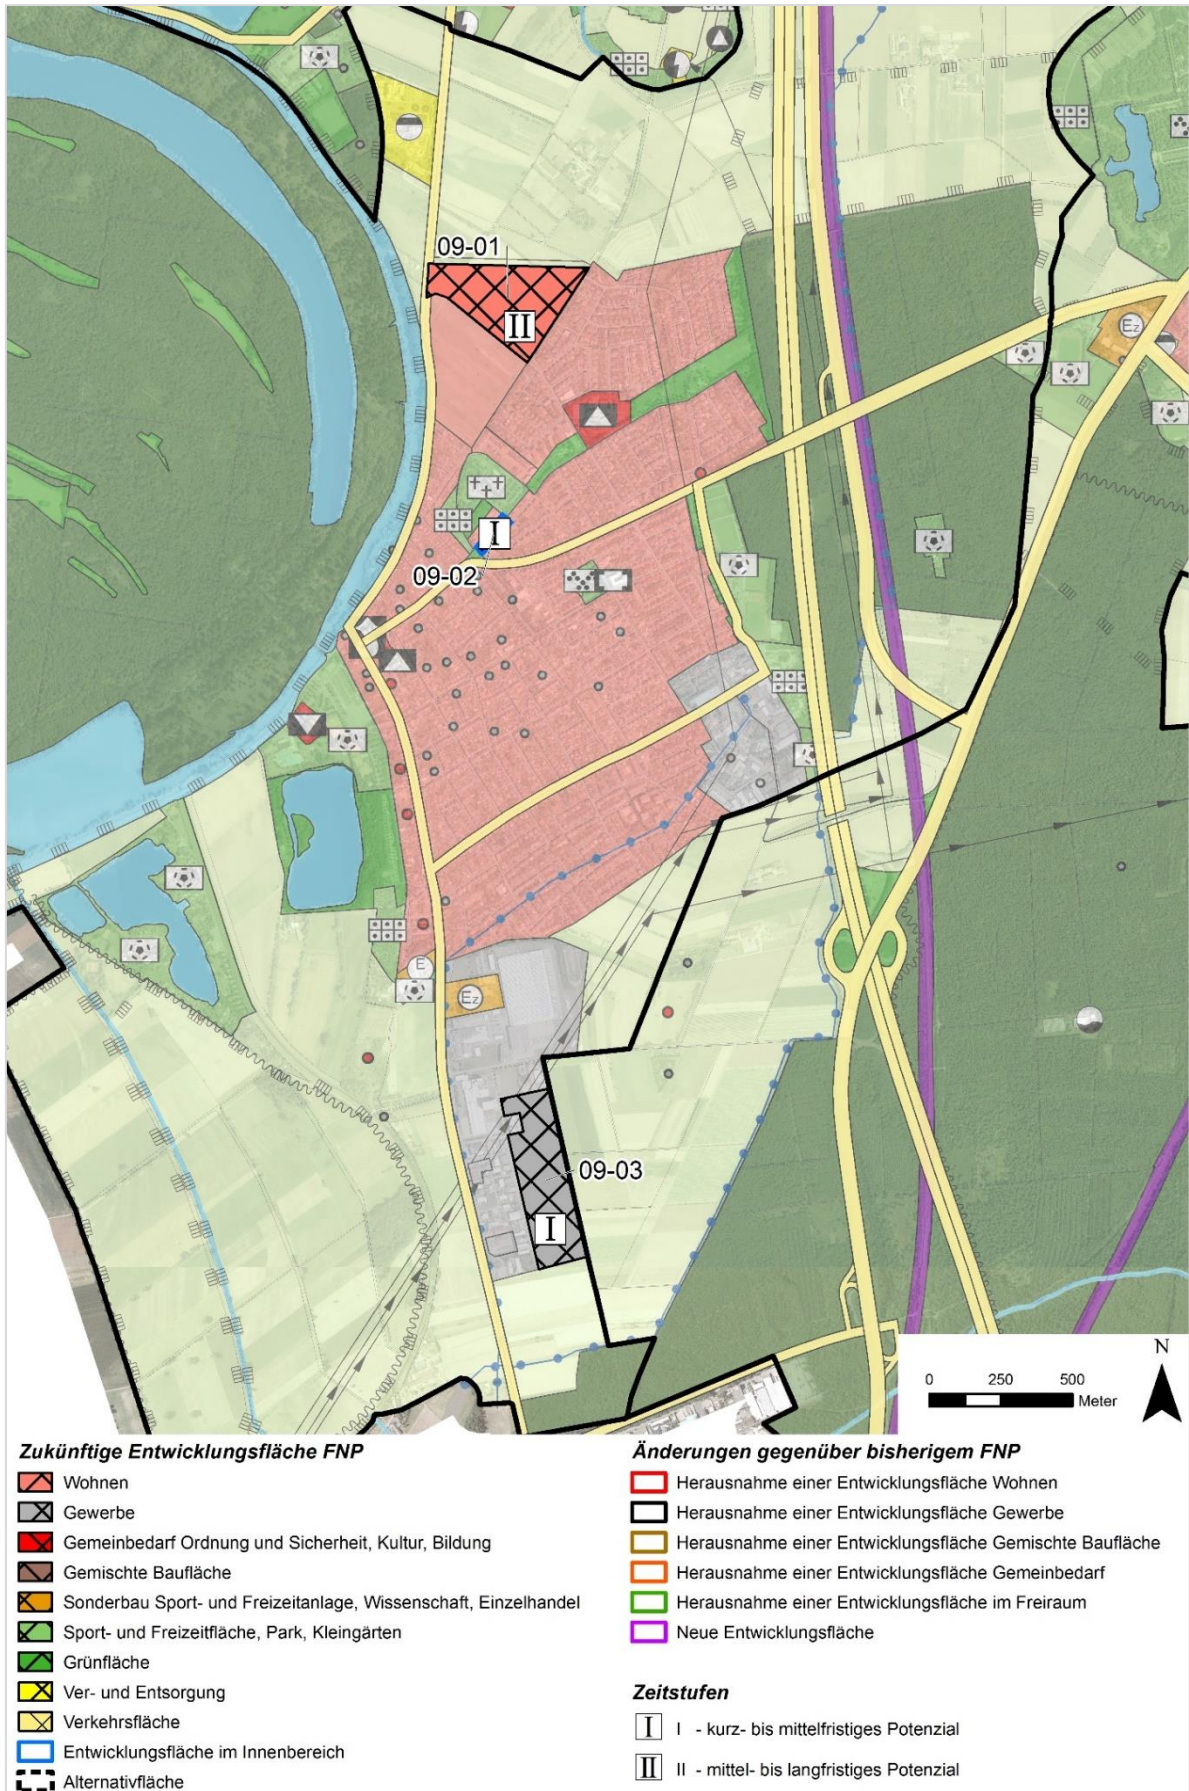 09-01
II
Ez
I
09-02
E
Ez
09-03
I
N
0 250 500
Meter
Zukünftige Entwicklungsfläche FNP
Wohnen
Gewerbe
Gemeinbedarf Ordnung und Sicherheit, Kultur, Bildung
Gemischte Baufläche
Sonderbau Sport- und Freizeitanlage, Wissenschaft, Einzelhandel
Sport- und Freizeitfläche, Park, Kleingärten
Grünfläche
Ver- und Entsorgung
Verkehrsfläche
Entwicklungsfläche im Innenbereich
Alternativfläche
Änderungen gegenüber bisherigem FNP
Herausnahme einer Entwicklungsfläche Wohnen
Herausnahme einer Entwicklungsfläche Gewerbe
Herausnahme einer Entwicklungsfläche Gemischte Baufläche
Herausnahme einer Entwicklungsfläche Gemeinbedarf
Herausnahme einer Entwicklungsfläche im Freiraum
Neue Entwicklungsfläche
Zeitstufen
I I - kurz- bis mittelfristiges Potenzial
II II - mittel- bis langfristiges Potenzial